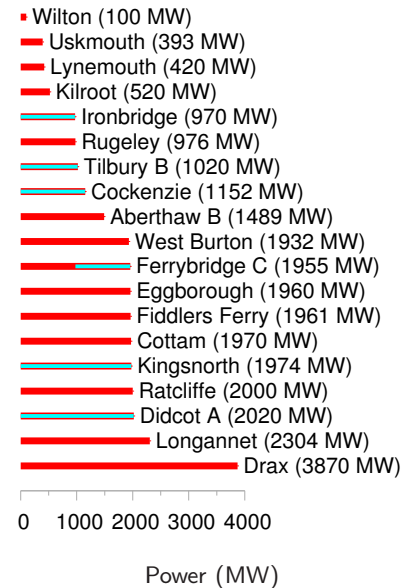 Wilton (100 MW)
Uskmouth (393 MW)
Lynemouth (420 MW)
Kilroot (520 MW)
Ironbridge (970 MW)
Rugeley (976 MW)
Tilbury B (1020 MW)
Cockenzie (1152 MW)
Aberthaw B (1489 MW)
West Burton (1932 MW)
Ferrybridge C (1955 MW)
Eggborough (1960 MW)
Fiddlers Ferry (1961 MW)
Cottam (1970 MW)
Kingsnorth (1974 MW)
Ratcliffe (2000 MW)
Didcot A (2020 MW)
Longannet (2304 MW)
Drax (3870 MW)
0 1000 2000 3000 4000
Power (MW)